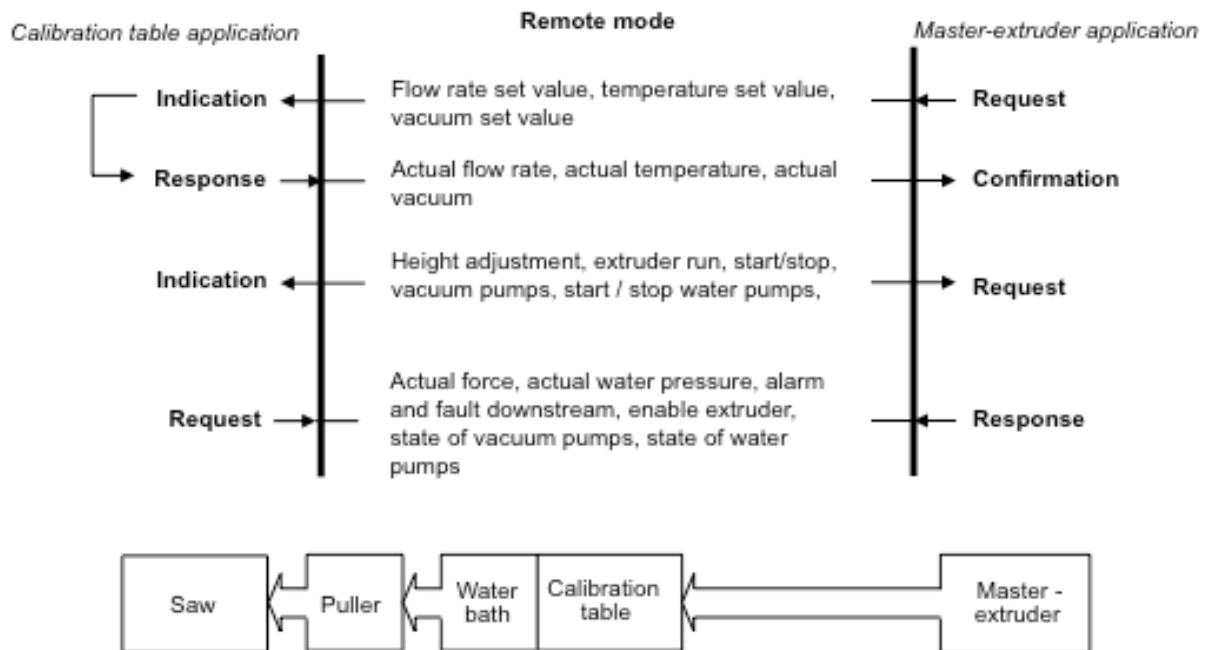 Remote mode
Calibration table application
Master-extruder application
Indication
Flow rate set value, temperature set value,
vacuum set value
Request
Response
Actual flow rate, actual temperature, actual
vacuum
Confirmation
Indication
Height adjustment, extruder run, start/stop,
vacuum pumps, start / stop water pumps,
Request
Request
Actual force, actual water pressure, alarm
and fault downstream, enable extruder,
state of vacuum pumps, state of water
pumps
Response
Saw
Puller
Water
bath
Calibration
table
Master -
extruder